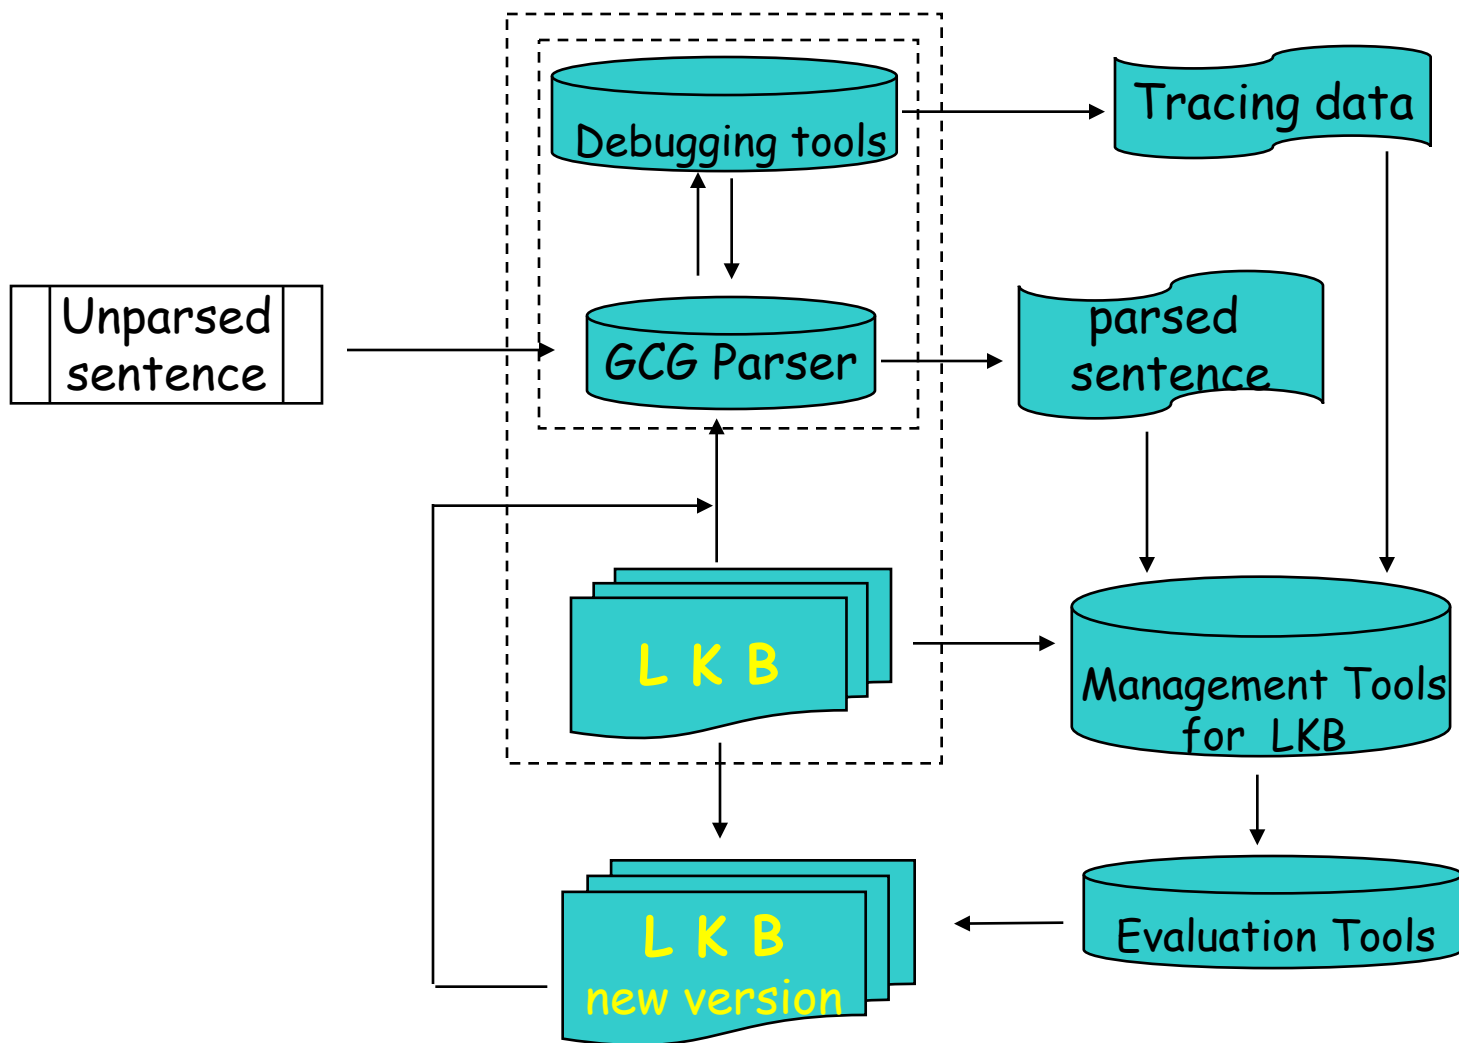 Debugging tools
Tracing data
Unparsed
sentence
GCG Parser
parsed
sentence
L K B
Management Tools
for LKB
L K B
new version
Evaluation Tools